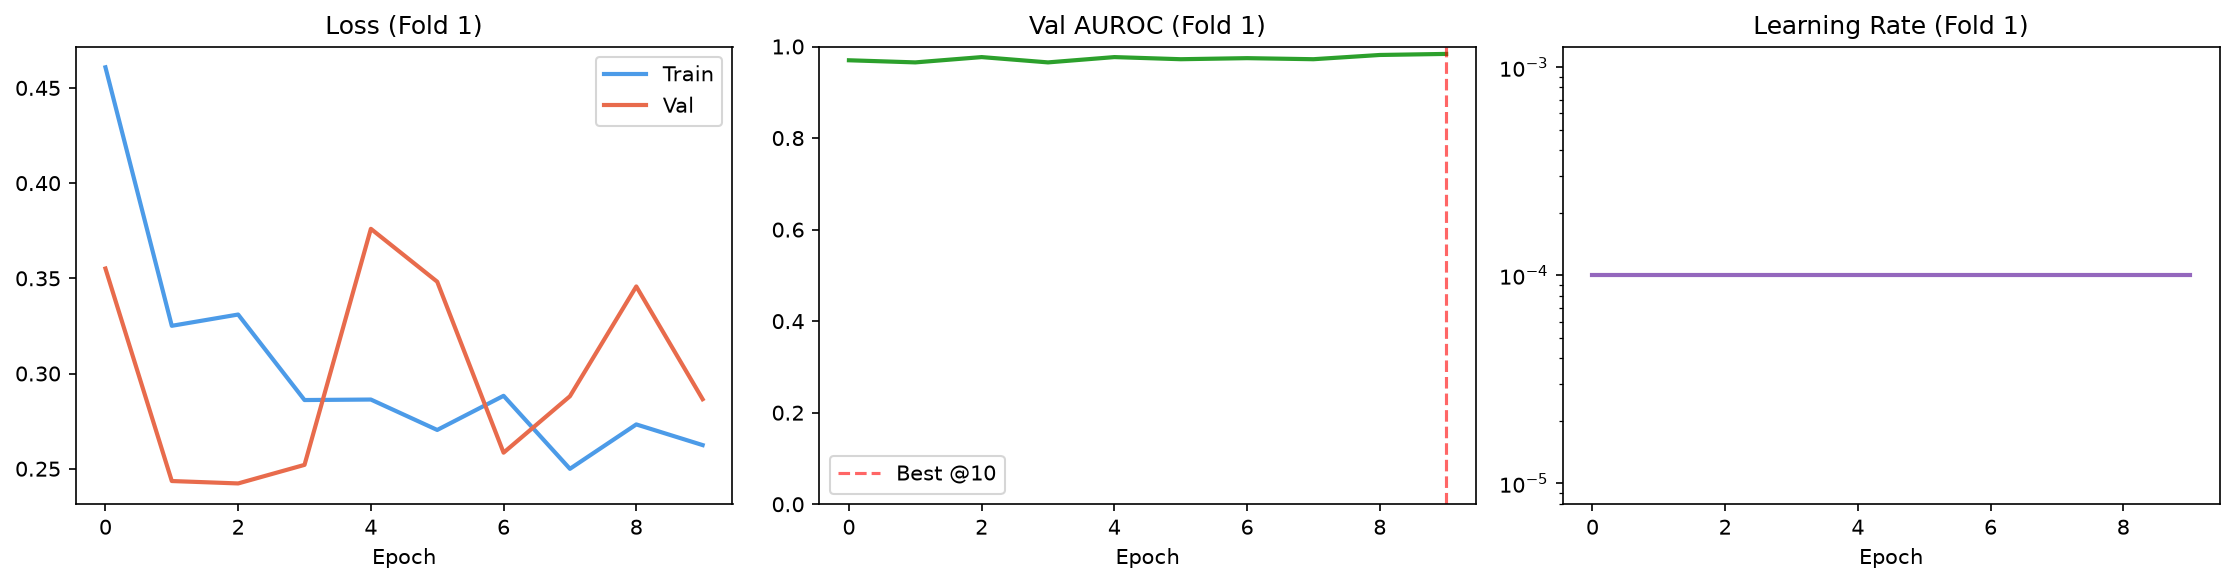 Loss (Fold 1)
0.45
0.40
0.35
0.30
0.25
0 2 4 6 8
Epoch
Train
Val
Val AUROC (Fold 1)
1.0
0.8
0.6
0.4
0.2
0.0
0 2 4 6 8
Epoch
Best @10
Learning Rate (Fold 1)
10⁻³
10⁻⁴
10⁻⁵
0 2 4 6 8
Epoch